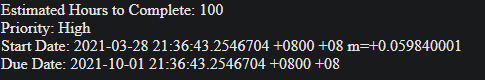 Estimated Hours to Complete: 100
Priority: High
Start Date: 2021-03-28 21:36:43.2546704 +0800 +08 m=+0.059840001
Due Date: 2021-10-01 21:36:43.2546704 +0800 +08